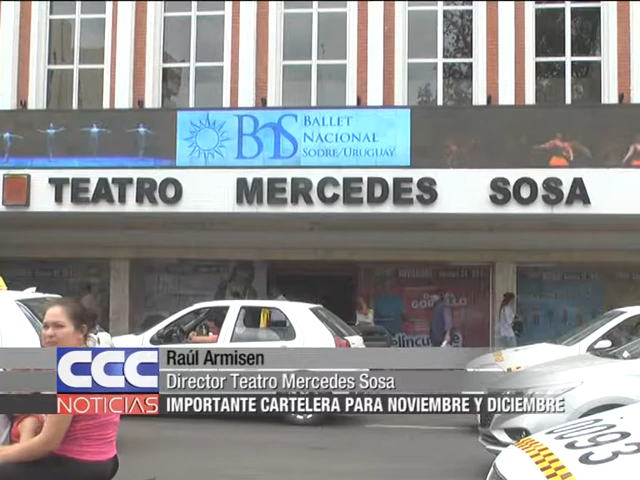 BNS BALLET
NACIONAL
SODRE/URUGUAY
TEATRO MERCEDES SOSA
CCC
NOTICIAS
Raúl Armisen
Director Teatro Mercedes Sosa
IMPORTANTE CARTELERA PARA NOVIEMBRE Y DICIEMBRE
0093